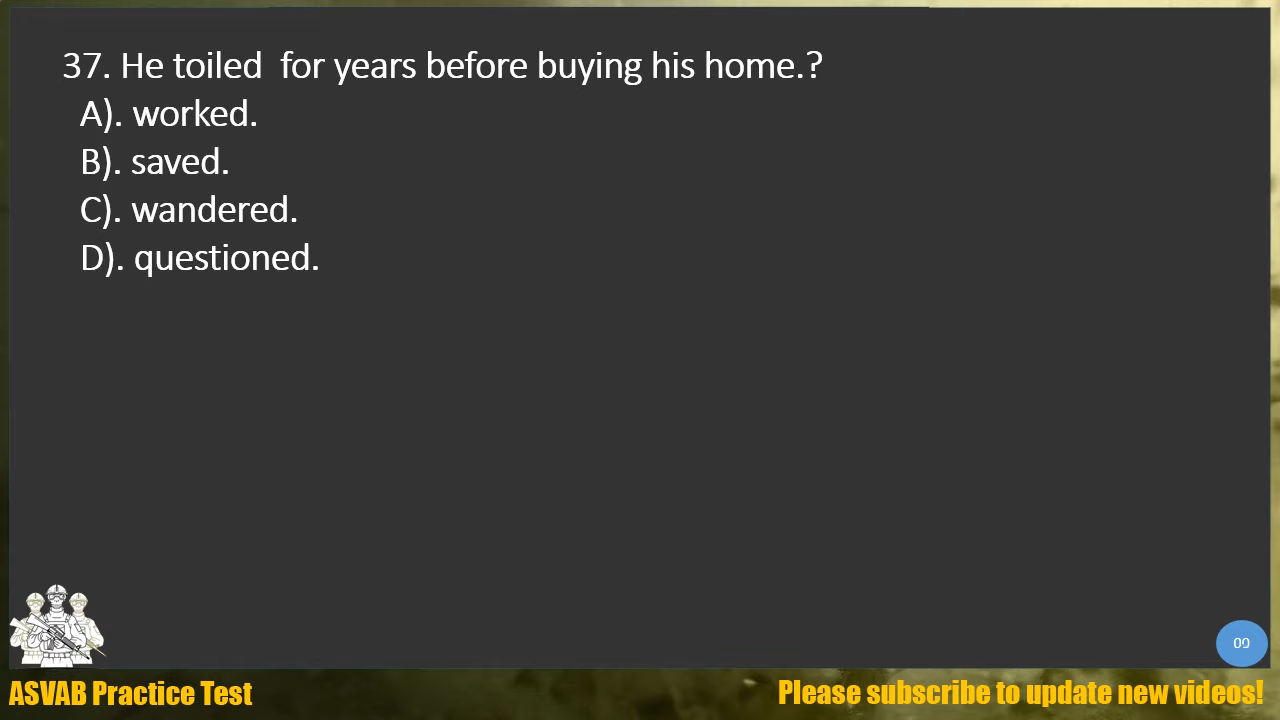 37. He toiled  for years before buying his home.?
A). worked.
B). saved.
C). wandered.
D). questioned.
00
ASVAB Practice Test
Please subscribe to update new videos!